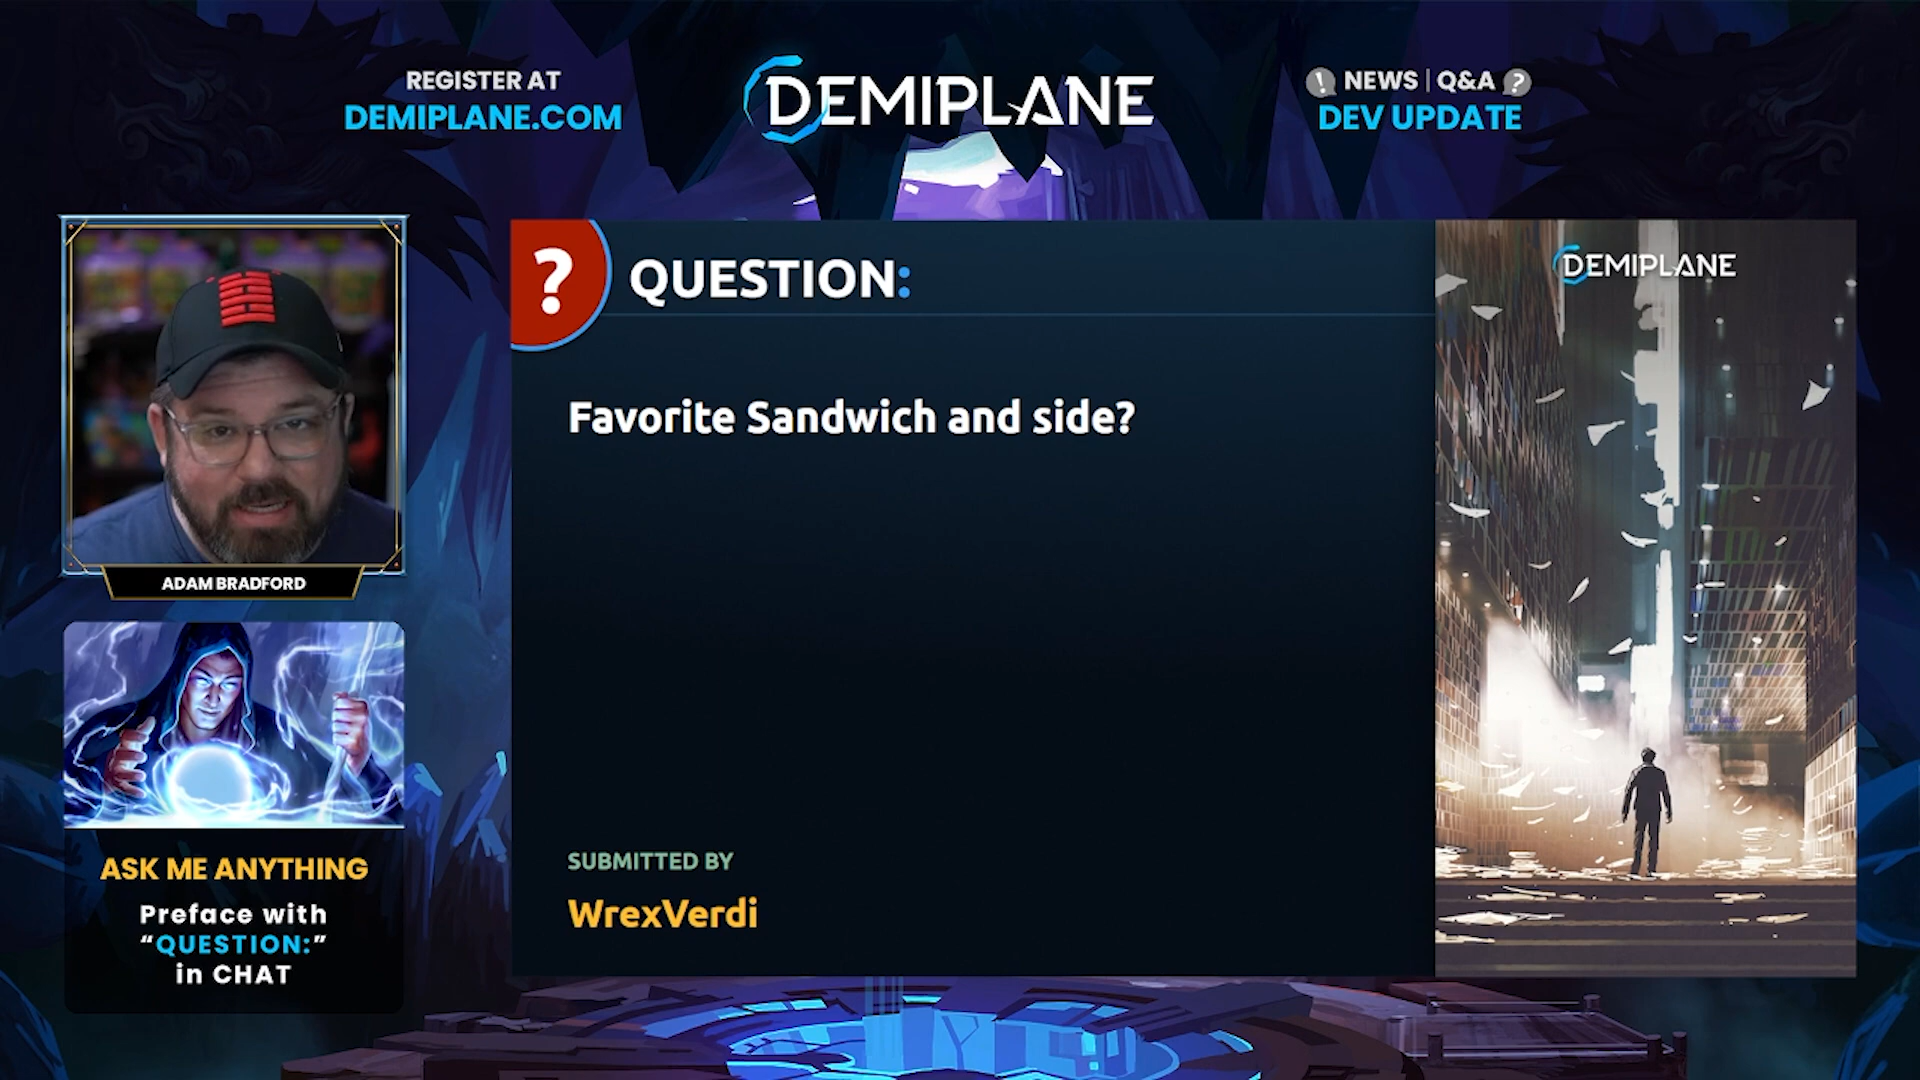 REGISTER AT
DEMIPLANE.COM
DEMIPLANE
! NEWS | Q&A ?
DEV UPDATE
ADAM BRADFORD
ASK ME ANYTHING
Preface with
“QUESTION:”
in CHAT
? QUESTION:
Favorite Sandwich and side?
SUBMITTED BY
WrexVerdi
DEMIPLANE